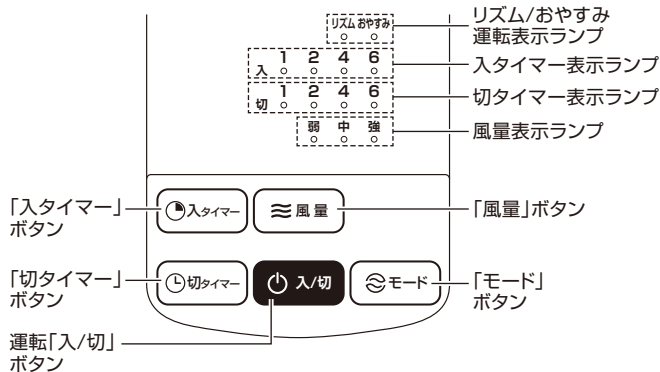 リズム おやすみ
リズム/おやすみ
運転表示ランプ
入 1 2 4 6
入タイマー表示ランプ
切 1 2 4 6
切タイマー表示ランプ
弱 中 強
風量表示ランプ
「入タイマー」
ボタン
入タイマー
風量
「風量」ボタン
「切タイマー」
ボタン
切タイマー
入/切
モード
「モード」
ボタン
運転「入/切」
ボタン